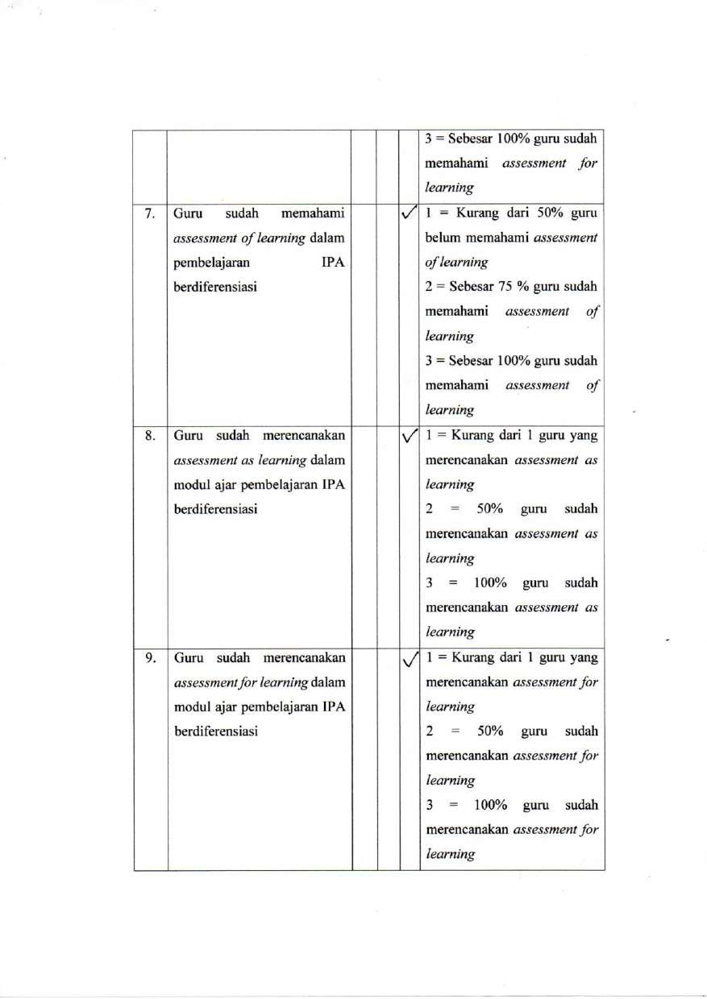 3 = Sebesar 100% guru sudah
memahami assessment for
learning
7. Guru sudah memahami
assessment of learning dalam
pembelajaran IPA
berdiferensiasi
✓
1 = Kurang dari 50% guru
belum memahami assessment
of learning
2 = Sebesar 75 % guru sudah
memahami assessment of
learning
3 = Sebesar 100% guru sudah
memahami assessment of
learning
8. Guru sudah merencanakan
assessment as learning dalam
modul ajar pembelajaran IPA
berdiferensiasi
✓
1 = Kurang dari 1 guru yang
merencanakan assessment as
learning
2 = 50% guru sudah
merencanakan assessment as
learning
3 = 100% guru sudah
merencanakan assessment as
learning
9. Guru sudah merencanakan
assessment for learning dalam
modul ajar pembelajaran IPA
berdiferensiasi
✓
1 = Kurang dari 1 guru yang
merencanakan assessment for
learning
2 = 50% guru sudah
merencanakan assessment for
learning
3 = 100% guru sudah
merencanakan assessment for
learning